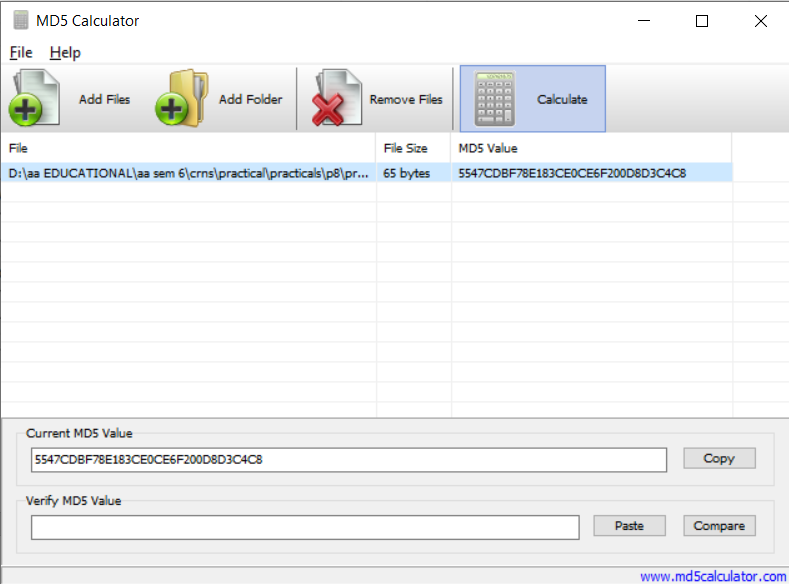 MD5 Calculator
File Help
Add Files Add Folder Remove Files Calculate
File File Size MD5 Value
D:\aa EDUCATIONAL\aa sem 6\crns\practical\practicals\p8\pr... 65 bytes 5547CDBF78E183CE0CE6F200D8D3C4C8
Current MD5 Value
5547CDBF78E183CE0CE6F200D8D3C4C8 Copy
Verify MD5 Value
Paste Compare
www.md5calculator.com